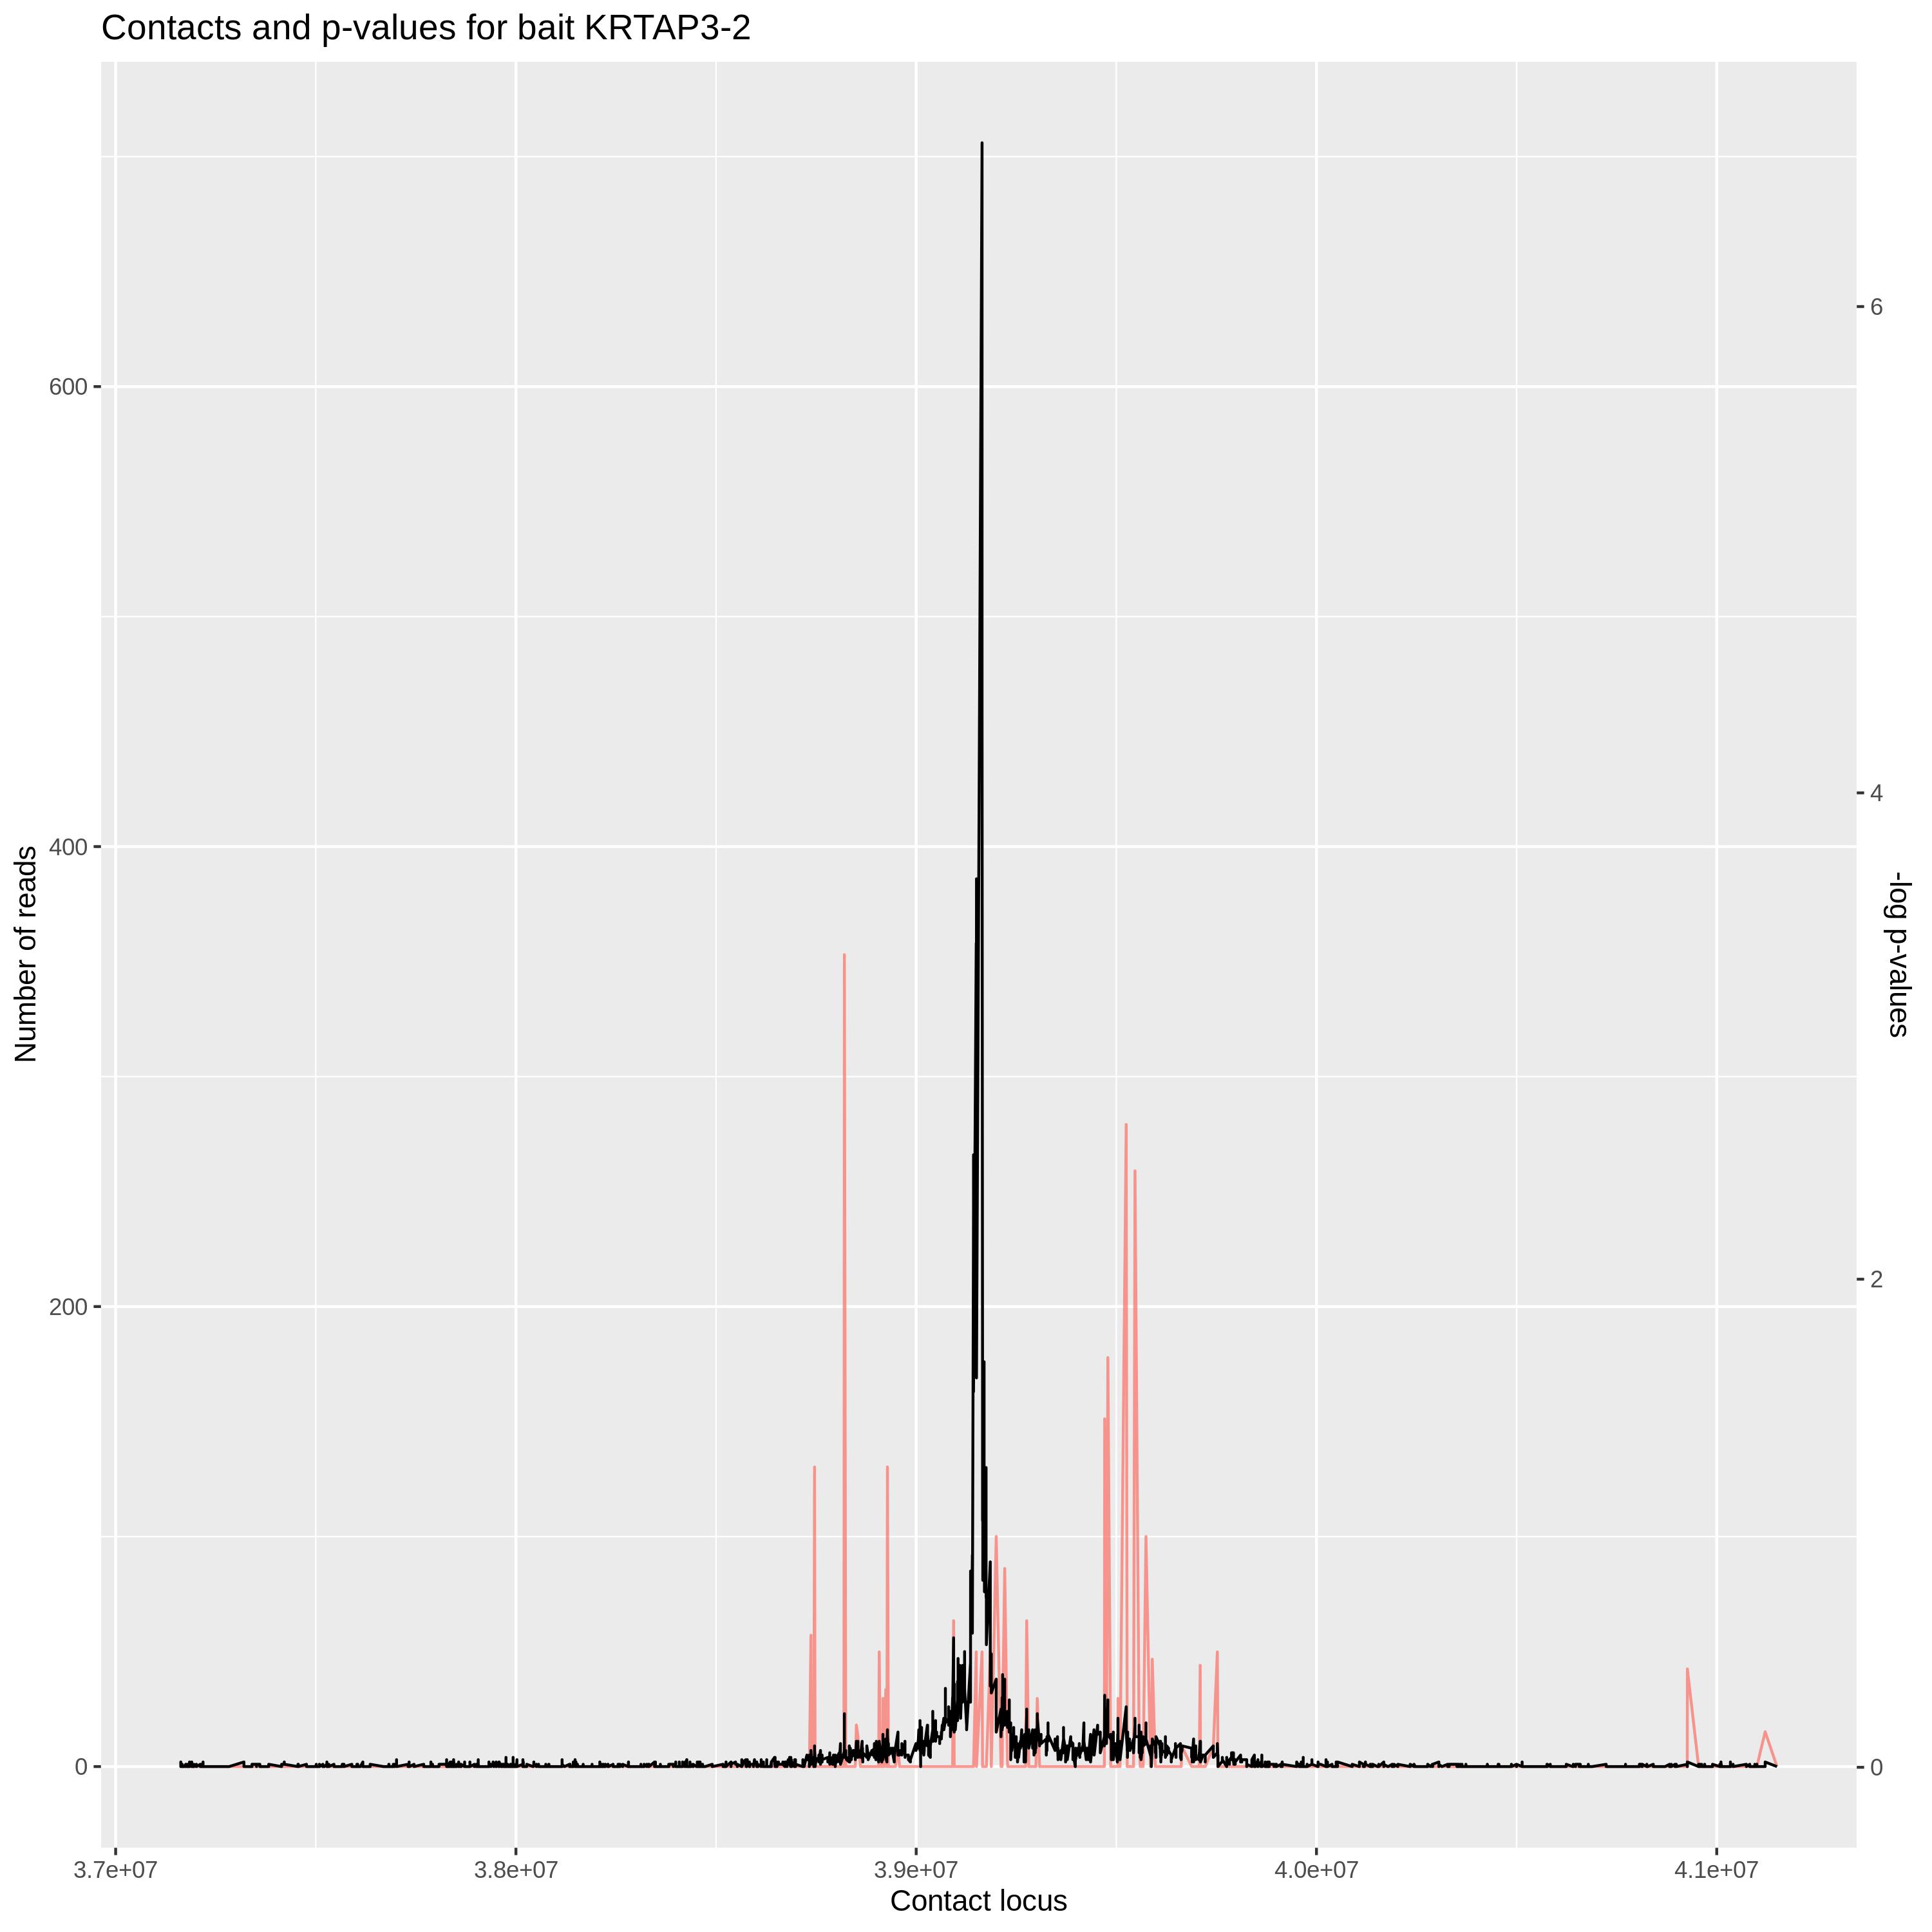 Contacts and p-values for bait KRTAP3-2
Number of reads
600
400
200
0
6
4
2
0
-log p-values
3.7e+07
3.8e+07
3.9e+07
4.0e+07
4.1e+07
Contact locus